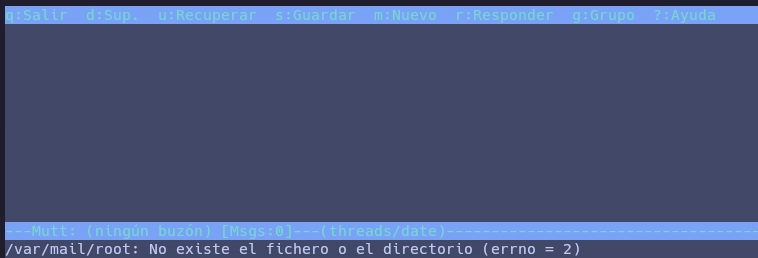 q:Salir  d:Sup.  u:Recuperar  s:Guardar  m:Nuevo  r:Responder  g:Grupo  ?:Ayuda
---Mutt: (ningún buzón) [Msgs:0]---(threads/date)-----------------------------------
/var/mail/root: No existe el fichero o el directorio (errno = 2)